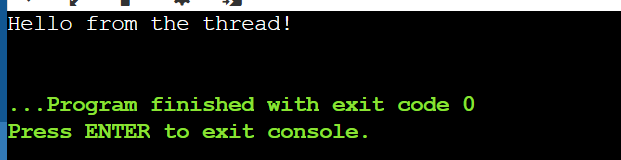 Hello from the thread!
...Program finished with exit code 0
Press ENTER to exit console.